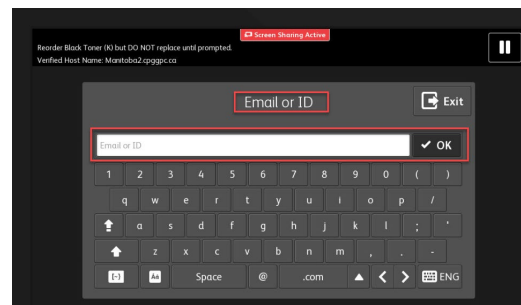 Screen Sharing Active
Reorder Black Toner (K) but DO NOT replace until prompted.
Verified Host Name: Manitoba2.cpggpc.ca
Email or ID
Exit
Email or ID
OK
1 2 3 4 5 6 7 8 9 0 ( )
q w e r t y u i o p /
a s d f g h j k l ; '
z x c v b n m , . -
{-} Aä Space @ .com ENG